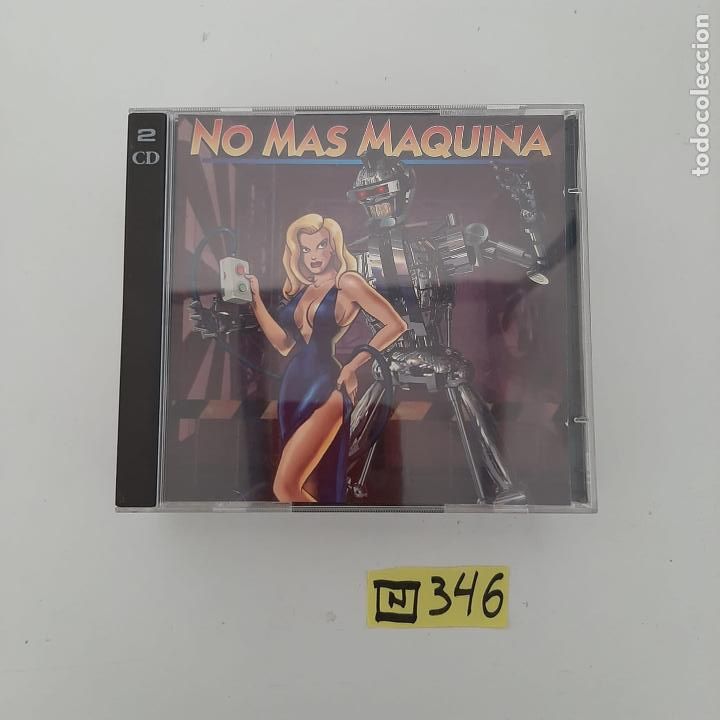 2
CD
NO MAS MAQUINA
N 346
todocoleccion